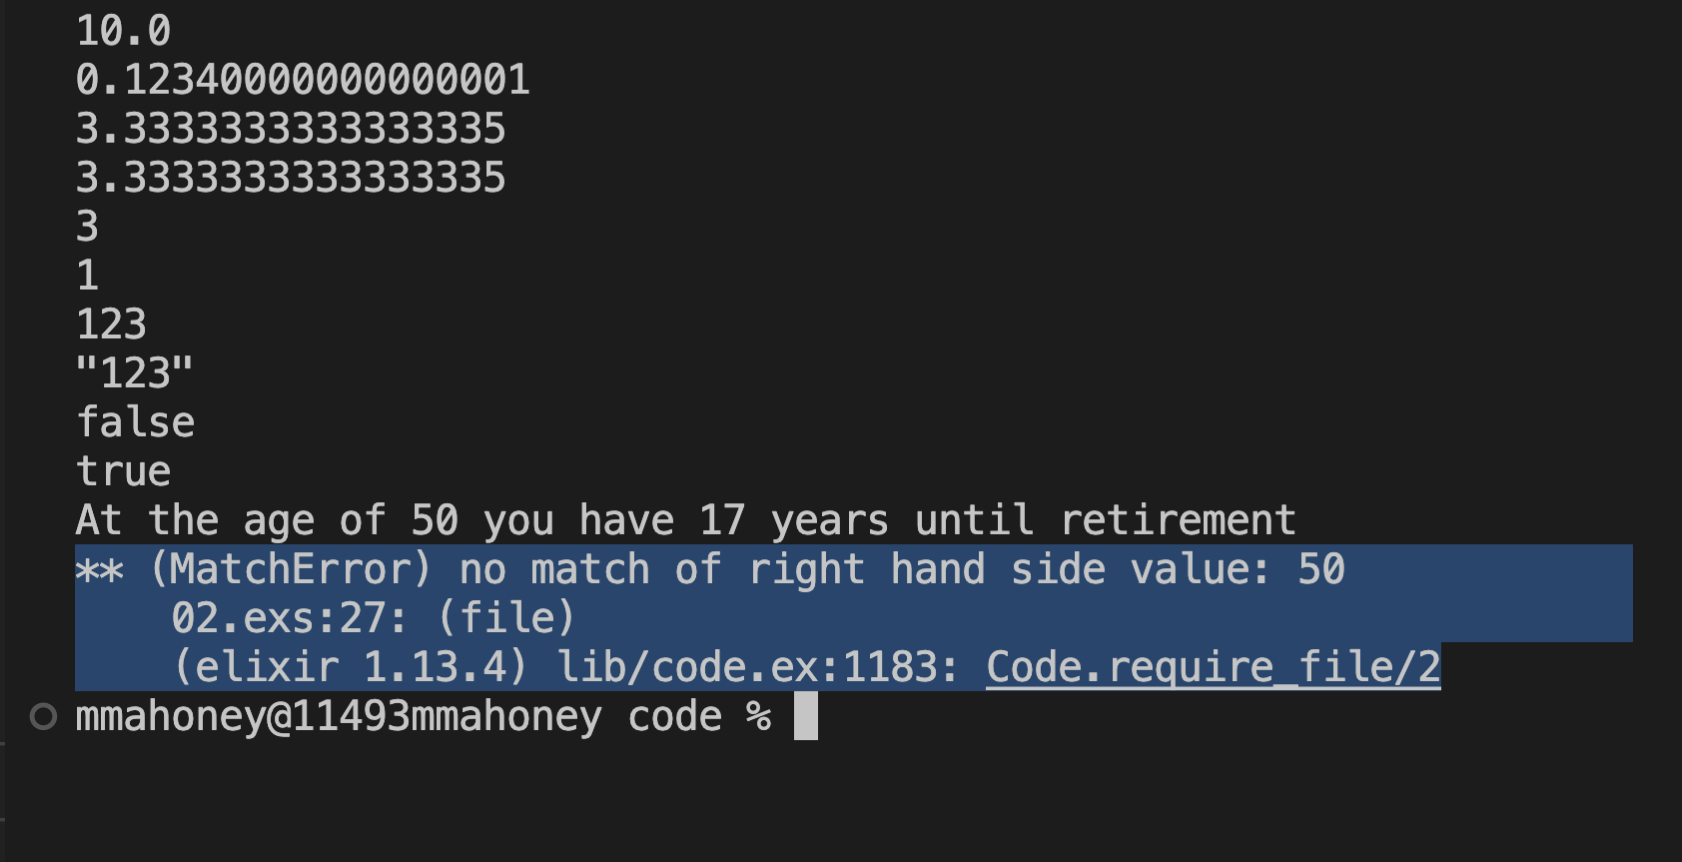 10.0
0.12340000000000001
3.3333333333333335
3.3333333333333335
3
1
123
"123"
false
true
At the age of 50 you have 17 years until retirement
** (MatchError) no match of right hand side value: 50
    02.exs:27: (file)
    (elixir 1.13.4) lib/code.ex:1183: Code.require_file/2
mmahoney@11493mmahoney code %